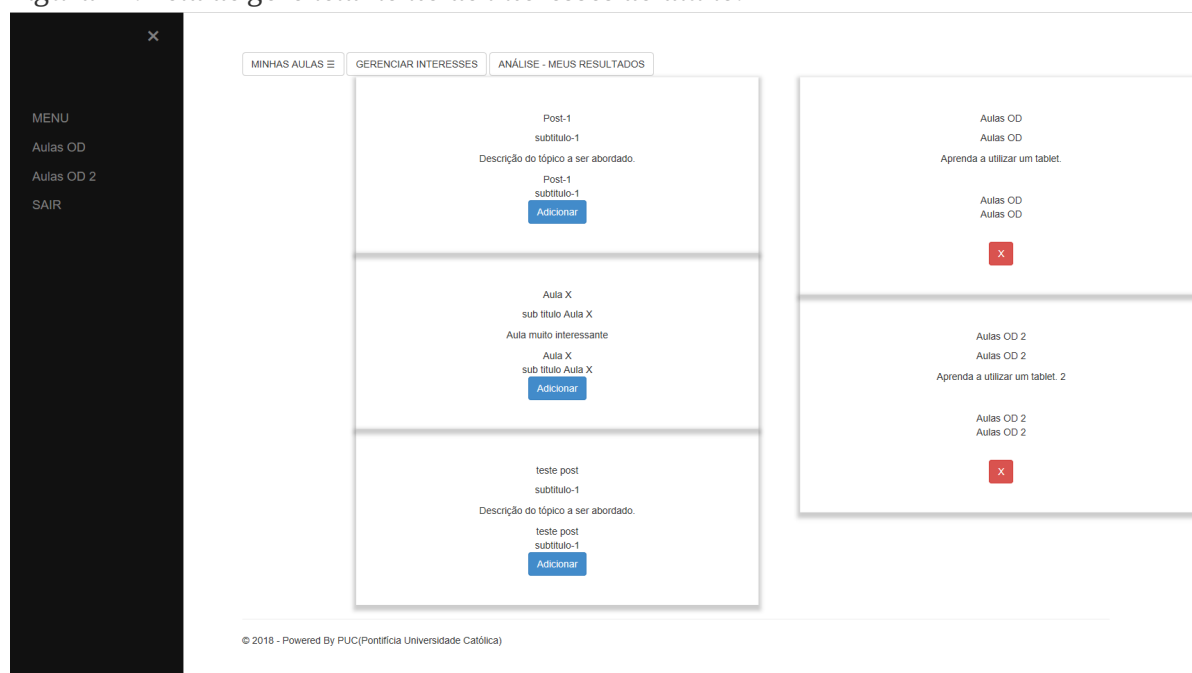 ×
MENU
Aulas OD
Aulas OD 2
SAIR
MINHAS AULAS ☰
GERENCIAR INTERESSES
ANÁLISE - MEUS RESULTADOS
Post-1
subtitulo-1
Descrição do tópico a ser abordado.
Post-1
subtitulo-1
Adicionar
Aula X
sub titulo Aula X
Aula muito interessante
Aula X
sub titulo Aula X
Adicionar
teste post
subtitulo-1
Descrição do tópico a ser abordado.
teste post
subtitulo-1
Adicionar
Aulas OD
Aulas OD
Aprenda a utilizar um tablet.
Aulas OD
Aulas OD
X
Aulas OD 2
Aulas OD 2
Aprenda a utilizar um tablet. 2
Aulas OD 2
Aulas OD 2
X
© 2018 - Powered By PUC(Pontifícia Universidade Católica)